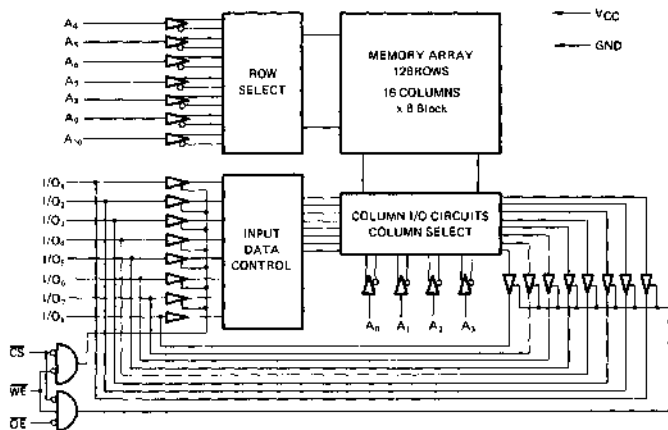 A4
A5
A6
A7
A8
A9
A10
ROW
SELECT
MEMORY ARRAY
128ROWS
16 COLUMNS
x 8 Block
VCC
GND
I/O1
I/O2
I/O3
I/O4
I/O5
I/O6
I/O7
I/O8
INPUT
DATA
CONTROL
COLUMN I/O CIRCUITS
COLUMN SELECT
A0
A1
A2
A3
CS
WE
OE